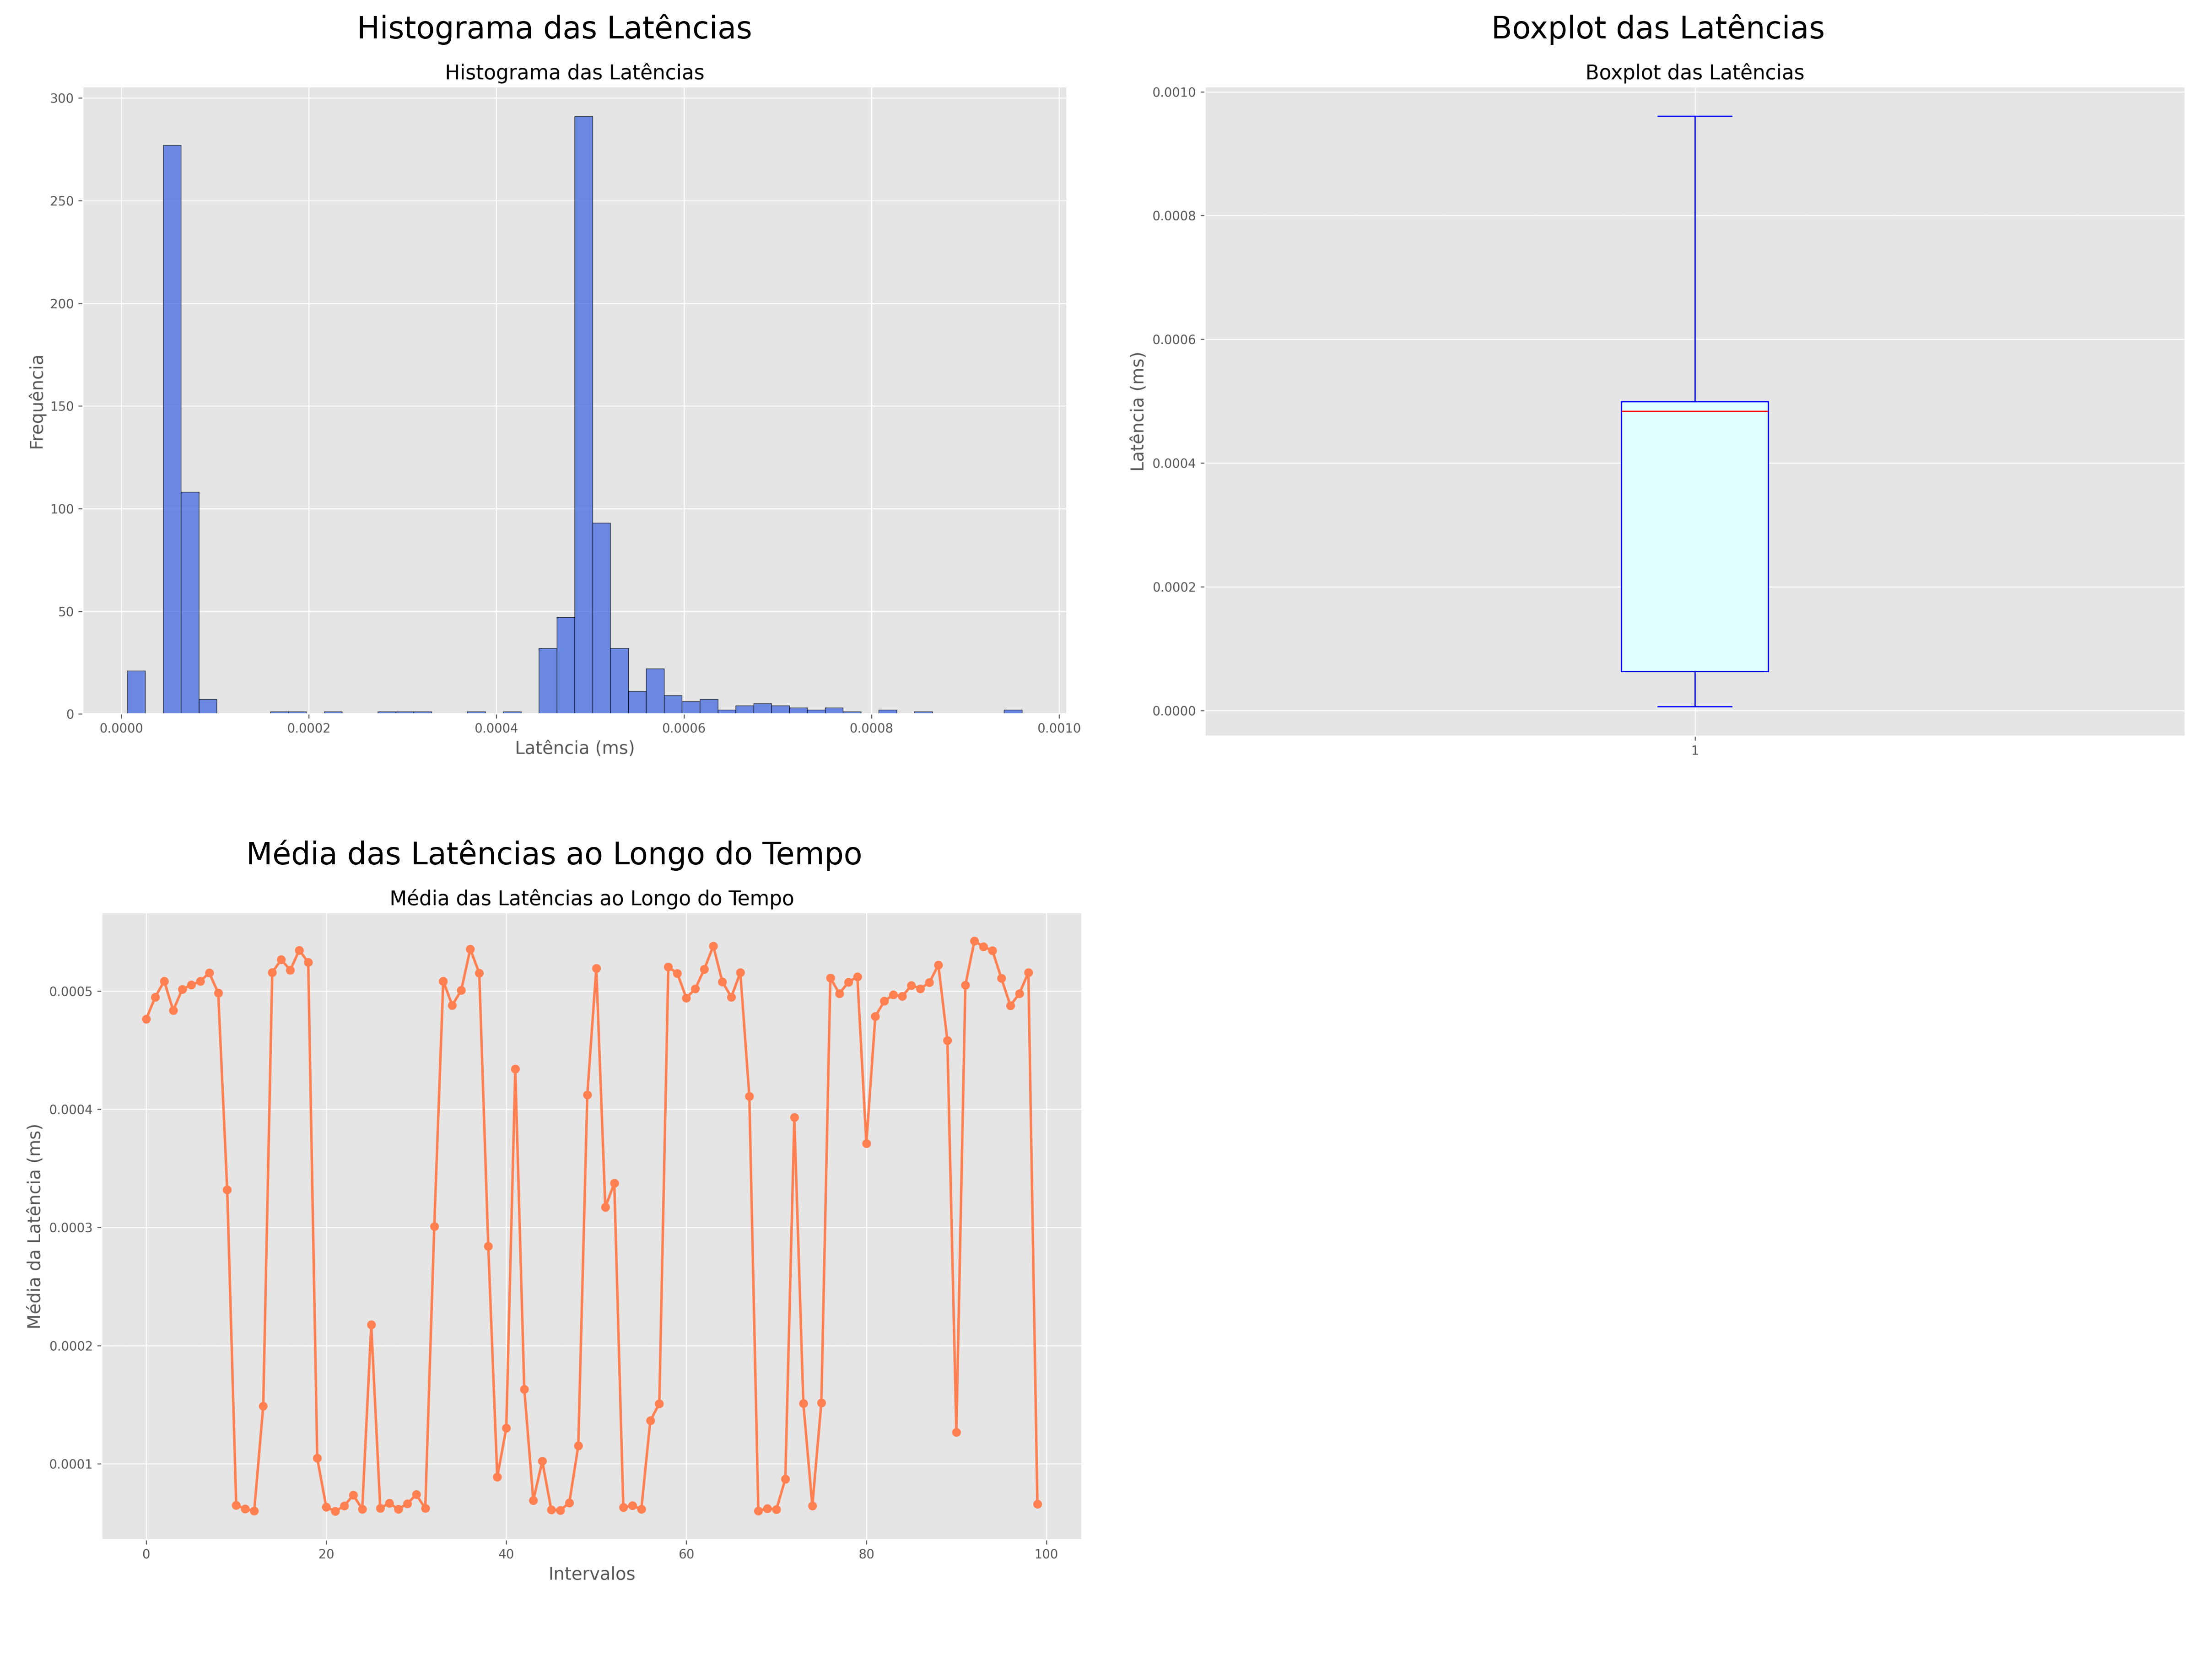 Histograma das Latências
Histograma das Latências
300
250
200
150
100
50
0
Frequência
0.0000 0.0002 0.0004 0.0006 0.0008 0.0010
Latência (ms)
Boxplot das Latências
Boxplot das Latências
0.0010
0.0008
0.0006
0.0004
0.0002
0.0000
Latência (ms)
1
Média das Latências ao Longo do Tempo
Média das Latências ao Longo do Tempo
0.0005
0.0004
0.0003
0.0002
0.0001
Média da Latência (ms)
0 20 40 60 80 100
Intervalos